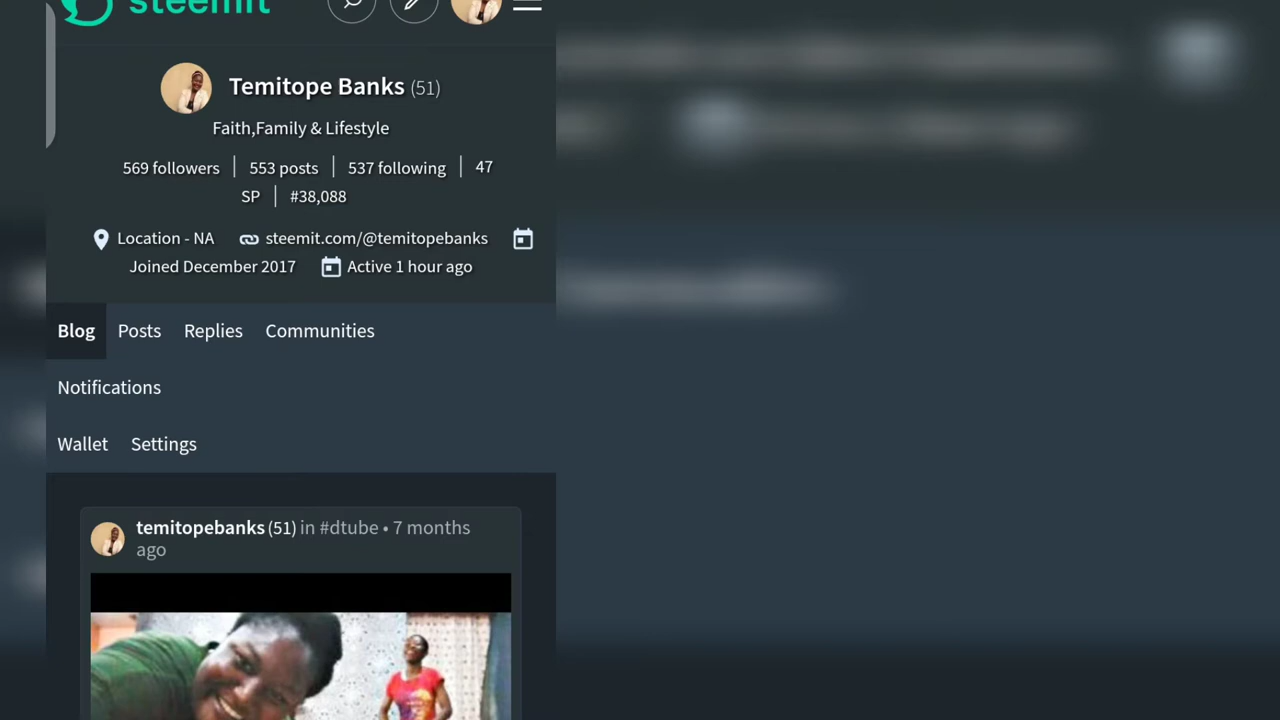 steemit
Temitope Banks (51)
Faith,Family & Lifestyle
569 followers | 553 posts | 537 following | 47
SP | #38,088
Location - NA steemit.com/@temitopebanks
Joined December 2017 Active 1 hour ago
Blog Posts Replies Communities
Notifications
Wallet Settings
temitopebanks (51) in #dtube • 7 months
ago